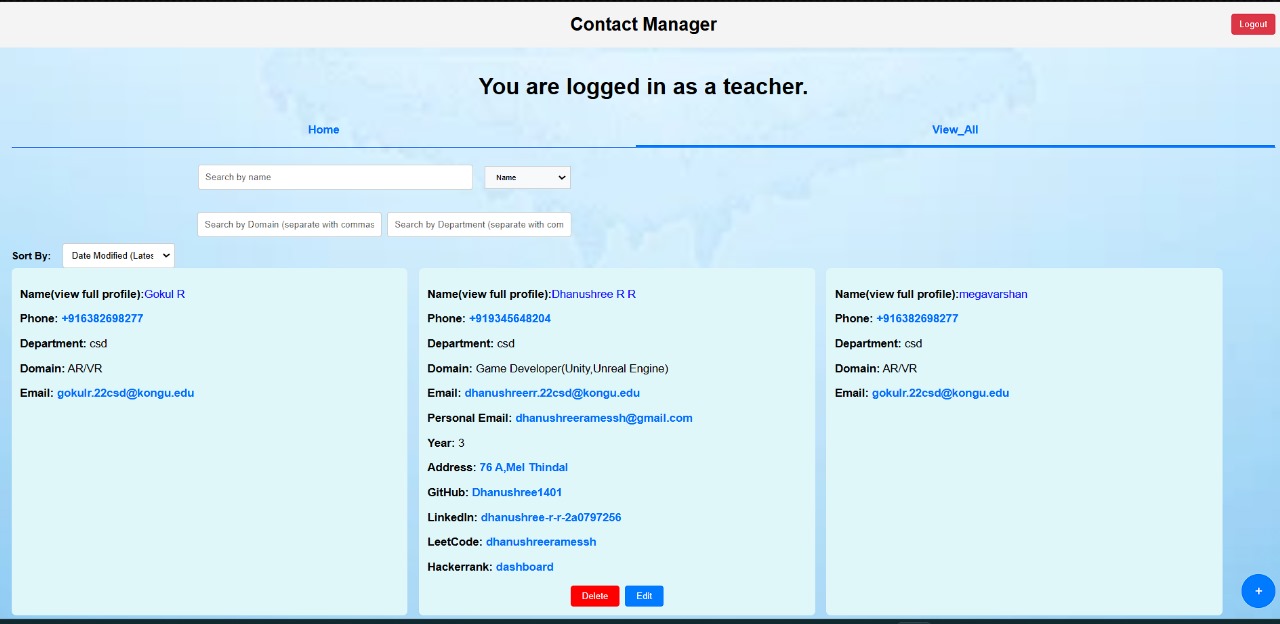 Contact Manager
Logout
You are logged in as a teacher.
Home
View_All
Search by name
Name
Search by Domain (separate with commas
Search by Department (separate with com
Sort By:
Date Modified (Lates
Name(view full profile):Gokul R
Phone: +916382698277
Department: csd
Domain: AR/VR
Email: gokulr.22csd@kongu.edu
Name(view full profile):Dhanushree R R
Phone: +919345648204
Department: csd
Domain: Game Developer(Unity,Unreal Engine)
Email: dhanushreerr.22csd@kongu.edu
Personal Email: dhanushreeramessh@gmail.com
Year: 3
Address: 76 A,Mel Thindal
GitHub: Dhanushree1401
LinkedIn: dhanushree-r-r-2a0797256
LeetCode: dhanushreeramessh
Hackerrank: dashboard
Delete
Edit
Name(view full profile):megavarshan
Phone: +916382698277
Department: csd
Domain: AR/VR
Email: gokulr.22csd@kongu.edu
+